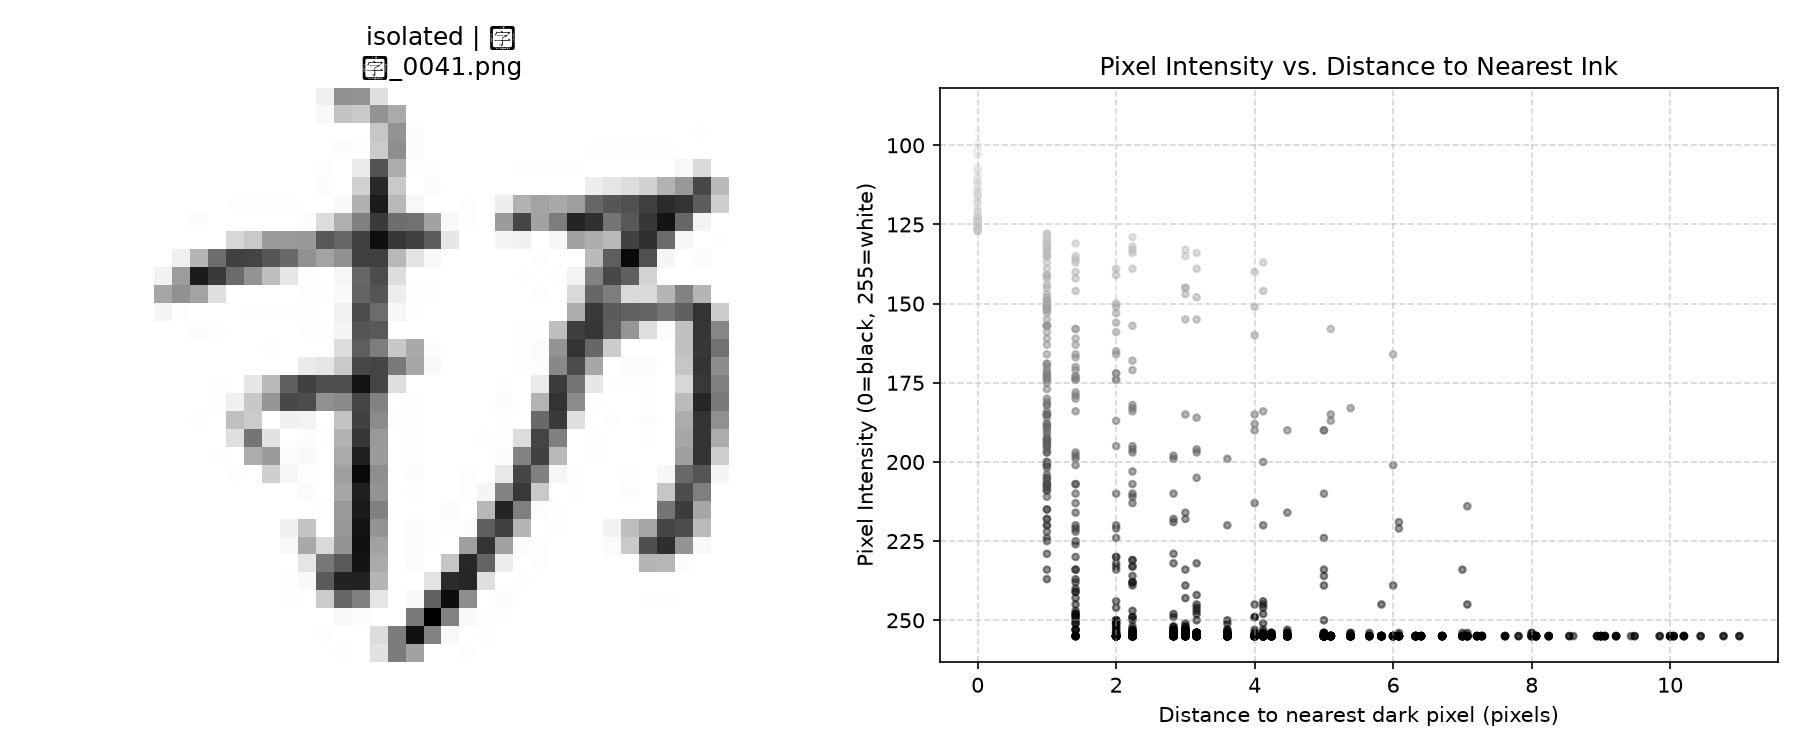 isolated |
_0041.png
Pixel Intensity vs. Distance to Nearest Ink
Pixel Intensity (0=black, 255=white)
100
125
150
175
200
225
250
0 2 4 6 8 10
Distance to nearest dark pixel (pixels)